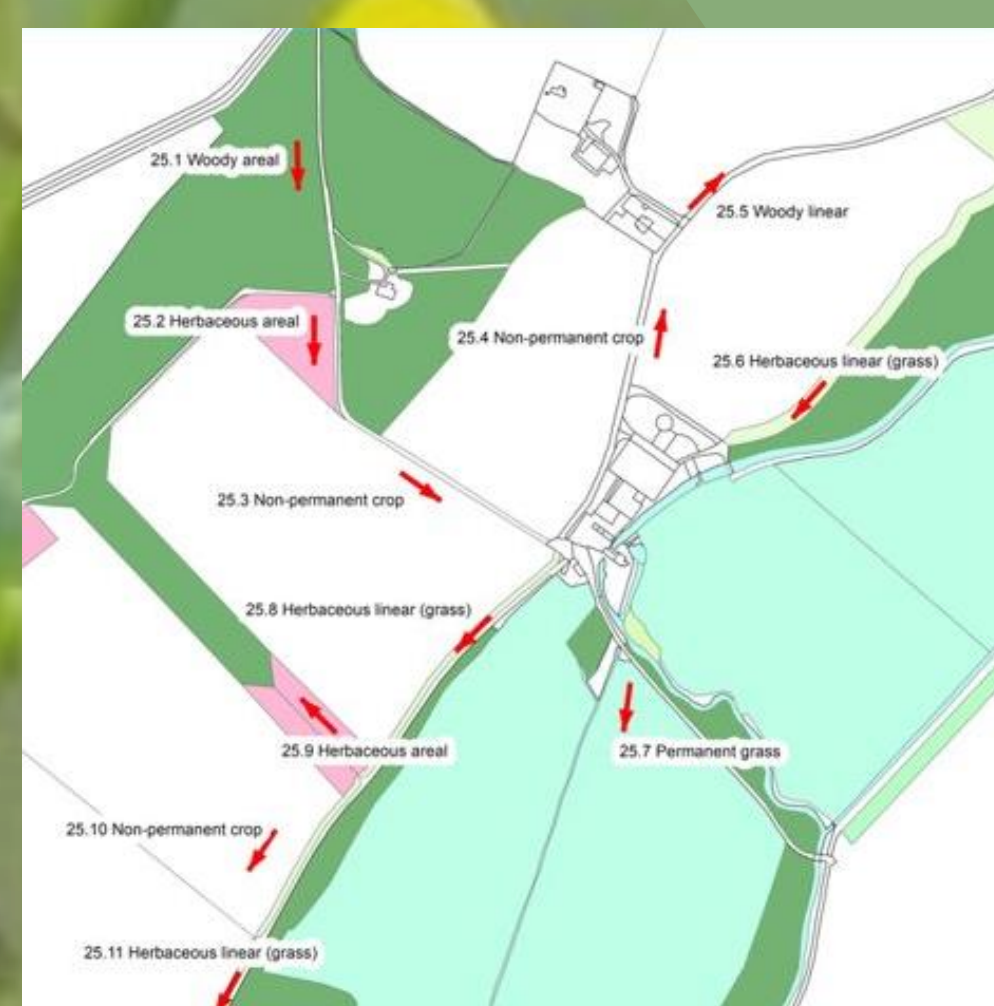 25.1 Woody areal
25.5 Woody linear
25.2 Herbaceous areal
25.4 Non-permanent crop
25.6 Herbaceous linear (grass)
25.3 Non-permanent crop
25.8 Herbaceous linear (grass)
25.9 Herbaceous areal
25.7 Permanent grass
25.10 Non-permanent crop
25.11 Herbaceous linear (grass)